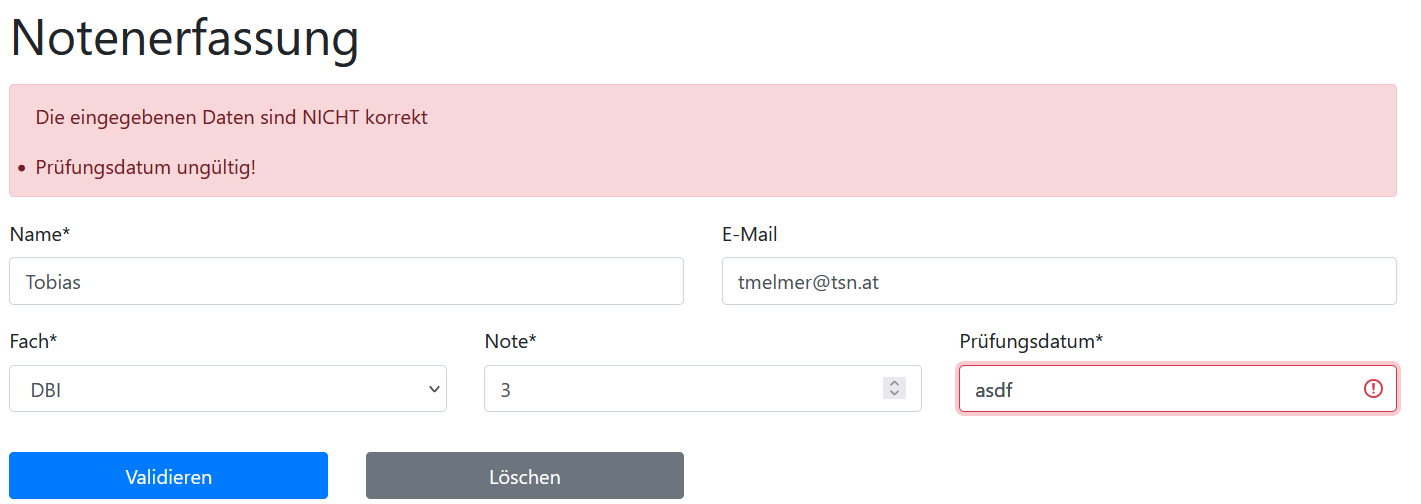 Notenerfassung
Die eingegebenen Daten sind NICHT korrekt
• Prüfungsdatum ungültig!
Name* E-Mail
Tobias tmelmer@tsn.at
Fach* Note* Prüfungsdatum*
DBI 3 asdf
Validieren Löschen